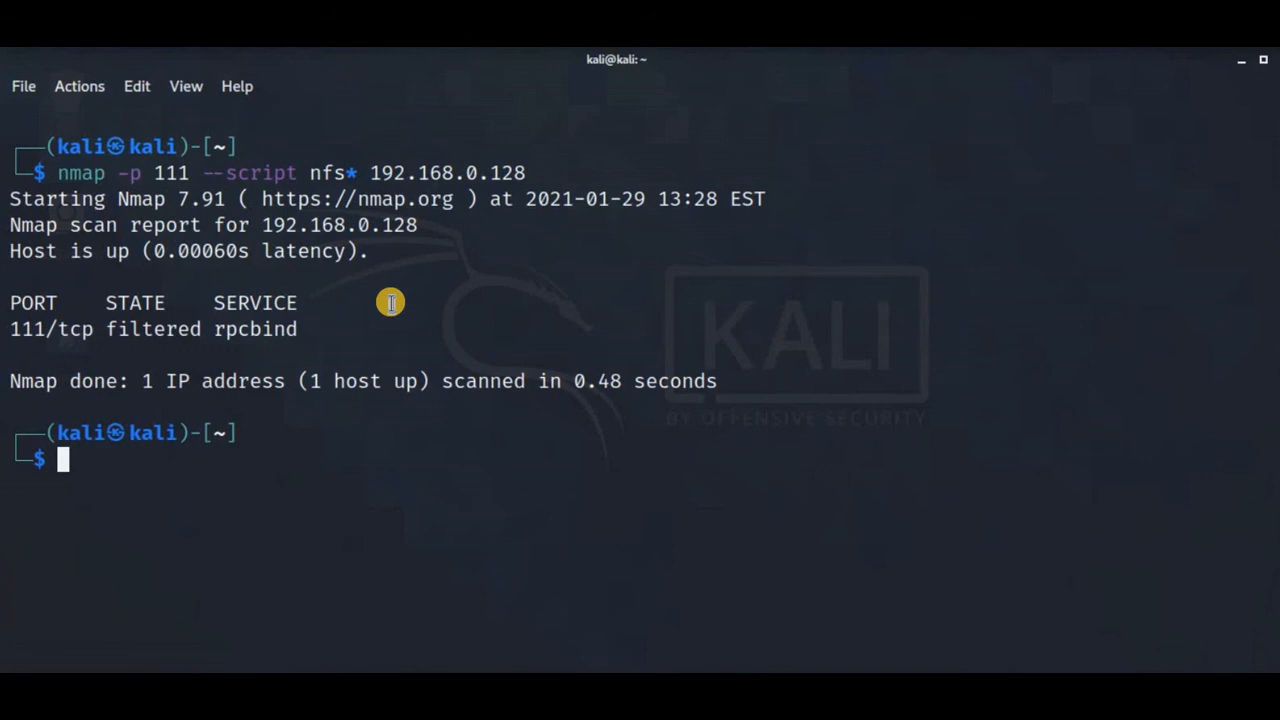 kali@kali: ~
File Actions Edit View Help
┌──(kali㉿kali)-[~]
└─$ nmap -p 111 --script nfs* 192.168.0.128
Starting Nmap 7.91 ( https://nmap.org ) at 2021-01-29 13:28 EST
Nmap scan report for 192.168.0.128
Host is up (0.00060s latency).
PORT    STATE    SERVICE
111/tcp filtered rpcbind
Nmap done: 1 IP address (1 host up) scanned in 0.48 seconds
┌──(kali㉿kali)-[~]
└─$
KALI
BY OFFENSIVE SECURITY